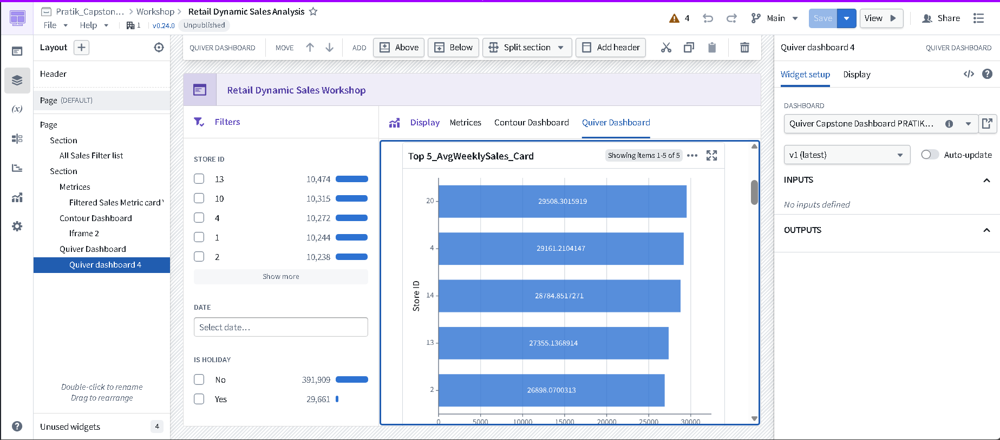 Pratik_Capston... > Workshop > Retail Dynamic Sales Analysis
File Help 1 v0.24.0 Unpublished
4 Main Save View Share
Layout
Header
Page (DEFAULT)
Page
Section
All Sales Filter list
Section
Metrices
Filtered Sales Metric card
Contour Dashboard
Iframe 2
Quiver Dashboard
Quiver dashboard 4
Double-click to rename
Drag to rearrange
Unused widgets 4
QUIVER DASHBOARD MOVE ADD Above Below Split section Add header
Retail Dynamic Sales Workshop
Filters
STORE ID
13 10,474
10 10,315
4 10,272
1 10,244
2 10,238
Show more
DATE
Select date...
IS HOLIDAY
No 391,909
Yes 29,661
Display Metrices Contour Dashboard Quiver Dashboard
Top 5_AvgWeeklySales_Card Showing items 1-5 of 5
Store ID
20 29508.3015919
4 29161.2104147
14 28784.8517271
13 27355.1368914
2 26898.0700313
0 5000 10000 15000 20000 25000 30000
Quiver dashboard 4 QUIVER DASHBOARD
Widget setup Display
DASHBOARD
Quiver Capstone Dashboard PRATIK...
v1 (latest) Auto-update
INPUTS
No inputs defined
OUTPUTS